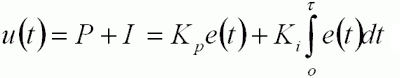 u(t) = P + I = K_p e(t) + K_i ∫_o^τ e(t)dt